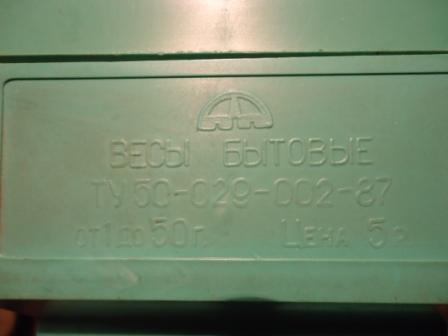 ВЕСЫ БЫТОВЫЕ
ТУ 50-029-002-87
от 1 до 50 г. ЦЕНА 5 р.